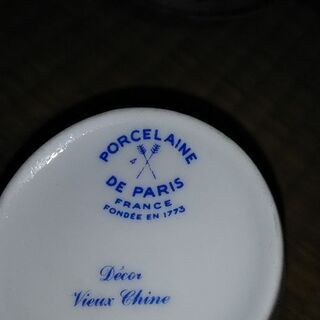 PORCELAINE
DE PARIS
FRANCE
FONDÉE EN 1773
Décor
Vieux Chine